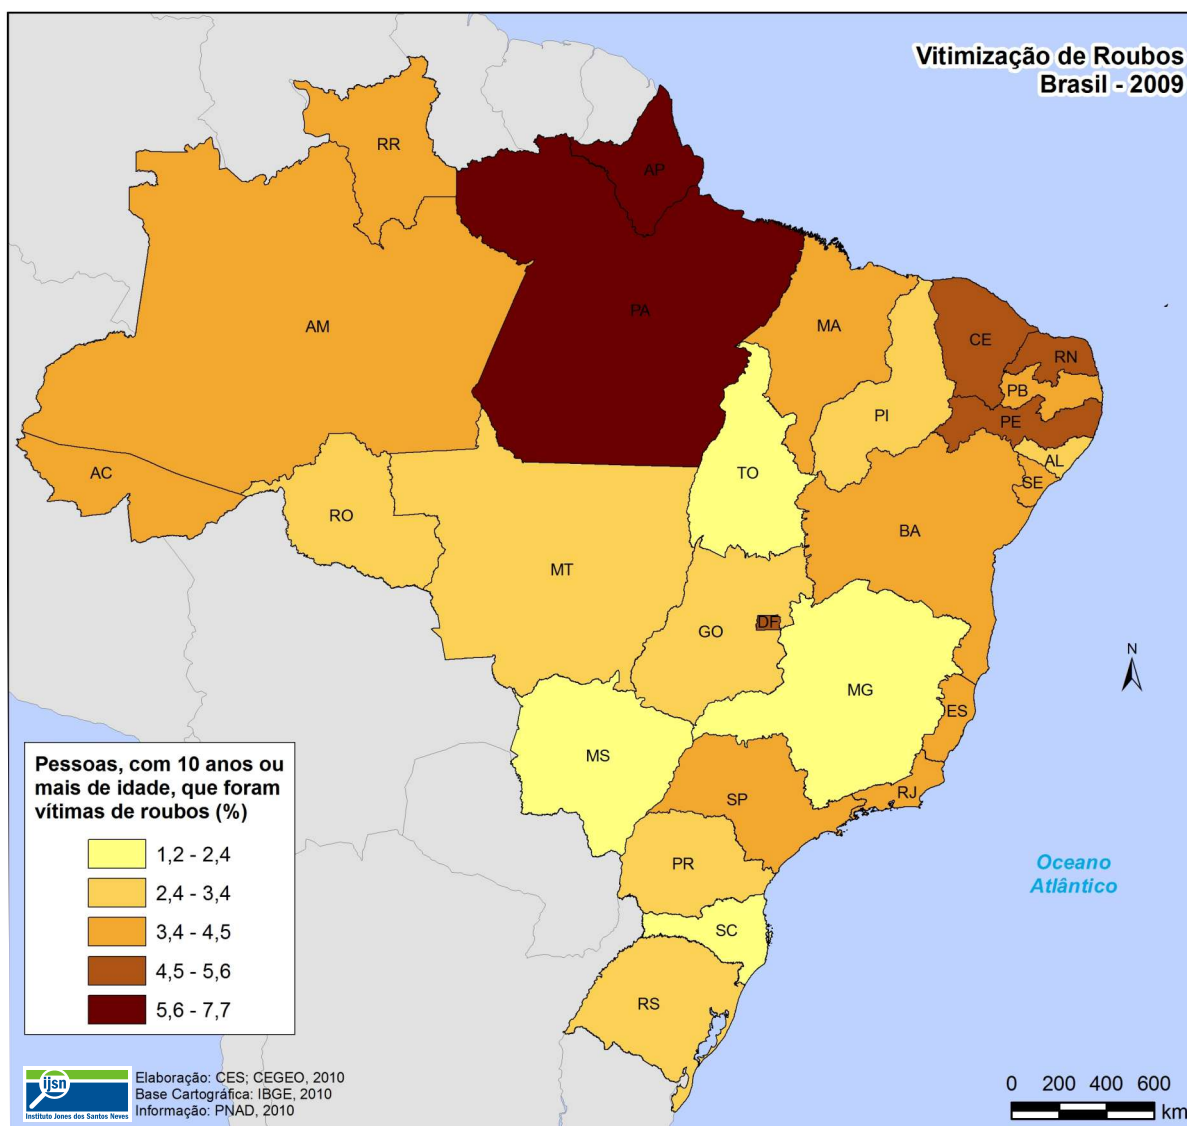 Vitimização de Roubos
Brasil - 2009
RR
AP
AM
PA
MA
CE
RN
PB
PI
PE
AL
AC
TO
SE
RO
BA
MT
DF
GO
MG
ES
MS
RJ
SP
PR
SC
RS
N
Oceano
Atlântico
Pessoas, com 10 anos ou
mais de idade, que foram
vítimas de roubos (%)
1,2 - 2,4
2,4 - 3,4
3,4 - 4,5
4,5 - 5,6
5,6 - 7,7
ijsn
Instituto Jones dos Santos Neves
Elaboração: CES; CEGEO, 2010
Base Cartográfica: IBGE, 2010
Informação: PNAD, 2010
0 200 400 600
km